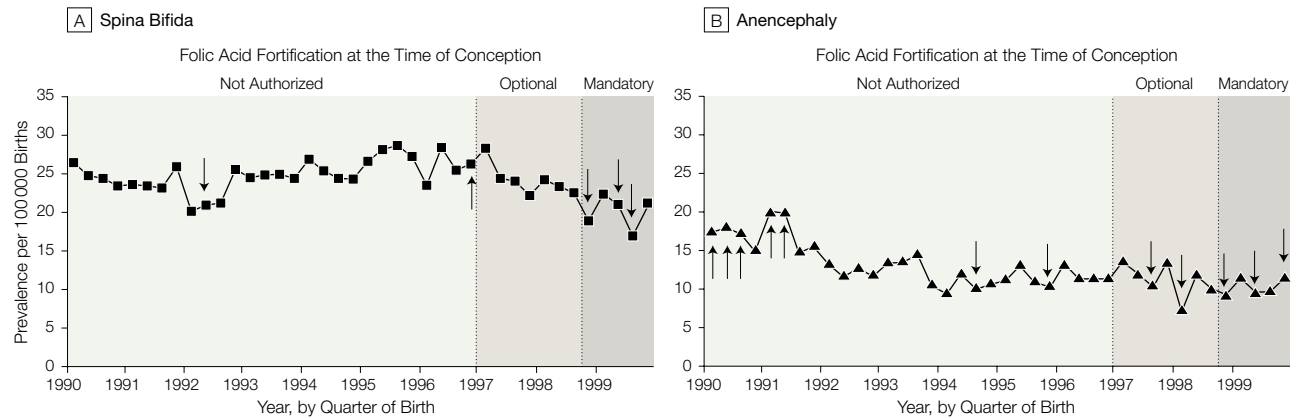 A Spina Bifida
Folic Acid Fortification at the Time of Conception
Not Authorized Optional Mandatory
35
30
25
20
15
10
5
0
Prevalence per 100 000 Births
1990 1991 1992 1993 1994 1995 1996 1997 1998 1999
Year, by Quarter of Birth
B Anencephaly
Folic Acid Fortification at the Time of Conception
Not Authorized Optional Mandatory
35
30
25
20
15
10
5
0
1990 1991 1992 1993 1994 1995 1996 1997 1998 1999
Year, by Quarter of Birth